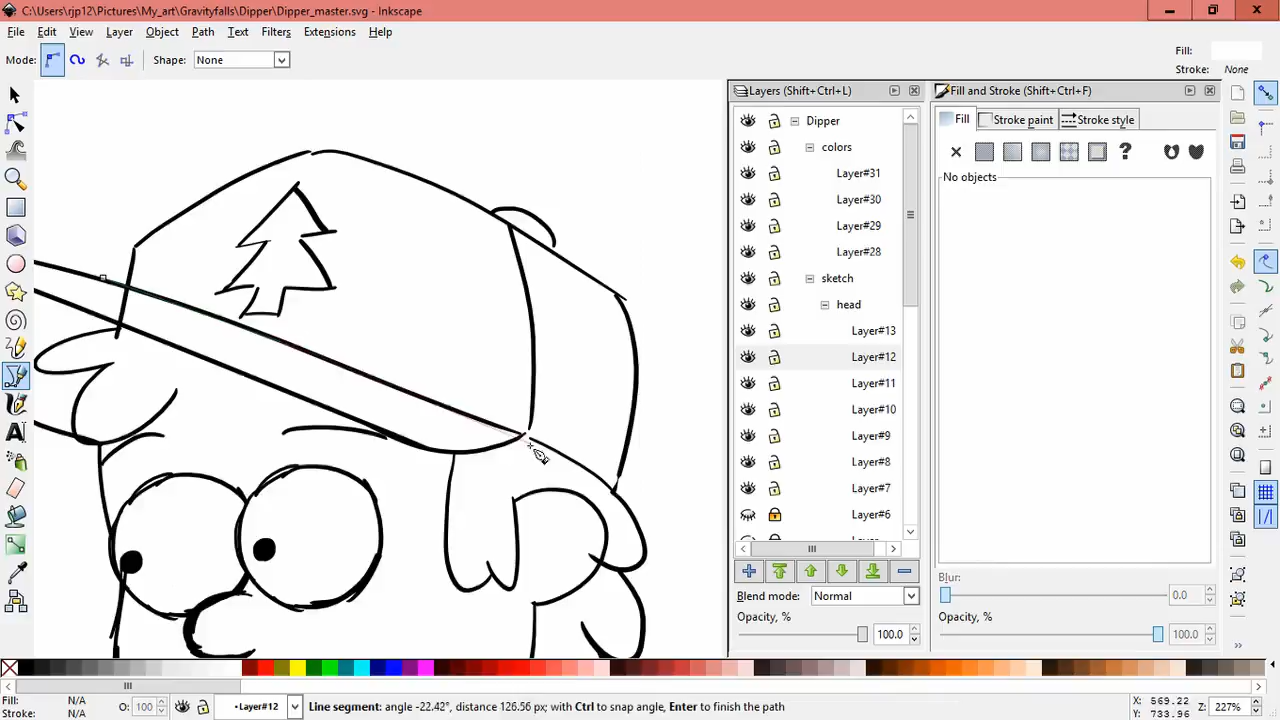 C:\Users\rjp12\Pictures\My_art\Gravityfalls\Dipper\Dipper_master.svg - Inkscape
File Edit View Layer Object Path Text Filters Extensions Help
Mode: Shape: None
Fill:
Stroke: None
Layers (Shift+Ctrl+L)
Dipper
colors
Layer#31
Layer#30
Layer#29
Layer#28
sketch
head
Layer#13
Layer#12
Layer#11
Layer#10
Layer#9
Layer#8
Layer#7
Layer#6
Blend mode: Normal
Opacity, %
100.0
Fill and Stroke (Shift+Ctrl+F)
Fill Stroke paint Stroke style
No objects
Blur:
0.0
Opacity, %
100.0
Fill: N/A
Stroke: N/A
O: 100
•Layer#12
Line segment: angle -22.42°, distance 126.56 px; with Ctrl to snap angle, Enter to finish the path
X: 569.22
Y: 733.36
Z: 227%